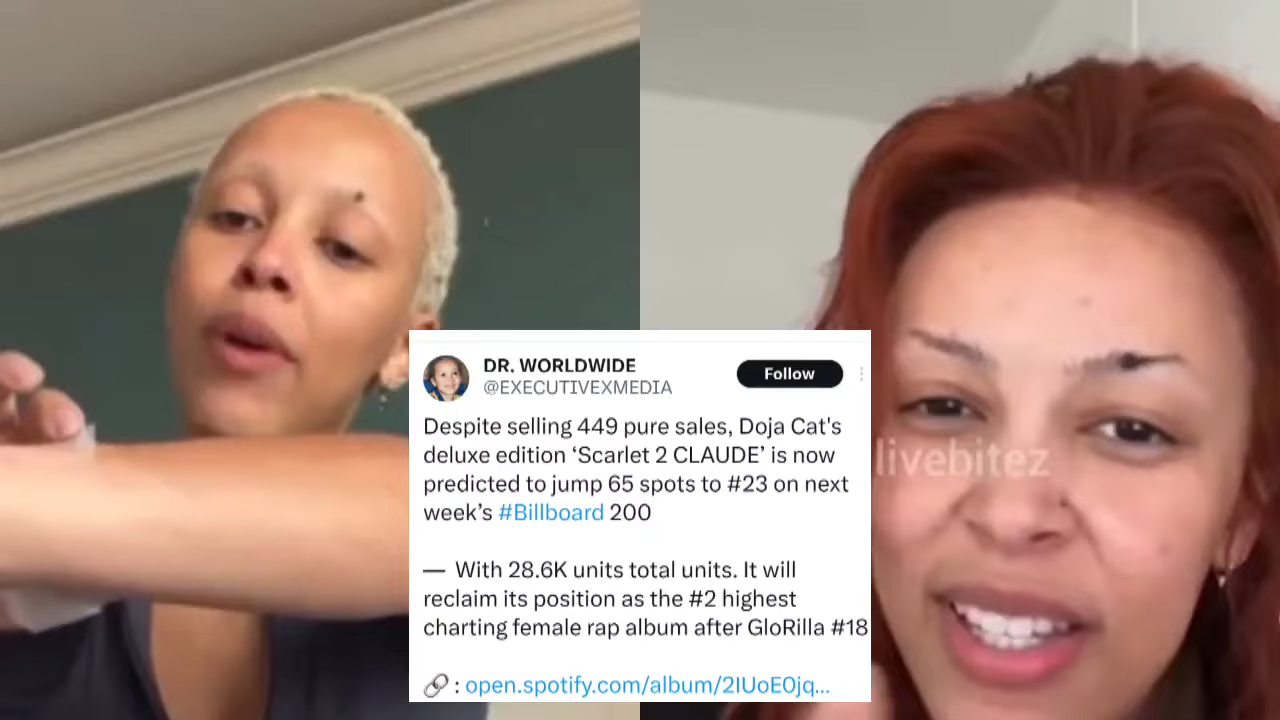 DR. WORLDWIDE
@EXECUTIVEXMEDIA
Follow
Despite selling 449 pure sales, Doja Cat's
deluxe edition ‘Scarlet 2 CLAUDE’ is now
predicted to jump 65 spots to #23 on next
week’s #Billboard 200
— With 28.6K units total units. It will
reclaim its position as the #2 highest
charting female rap album after GloRilla #18
: open.spotify.com/album/2IUoE0jq...
livebitez